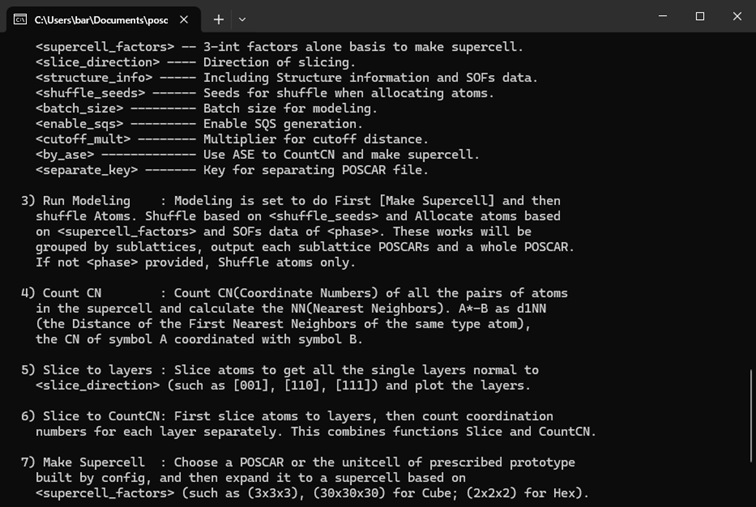 C:\Users\bar\Documents\posc
<supercell_factors> -- 3-int factors alone basis to make supercell.
<slice_direction> ---- Direction of slicing.
<structure_info> ----- Including Structure information and SOFs data.
<shuffle_seeds> ------ Seeds for shuffle when allocating atoms.
<batch_size> --------- Batch size for modeling.
<enable_sqs> --------- Enable SQS generation.
<cutoff_mult> -------- Multiplier for cutoff distance.
<by_ase> ------------- Use ASE to CountCN and make supercell.
<separate_key> ------- Key for separating POSCAR file.
3) Run Modeling    : Modeling is set to do First [Make Supercell] and then
shuffle Atoms. Shuffle based on <shuffle_seeds> and Allocate atoms based
on <supercell_factors> and SOFs data of <phase>. These works will be
grouped by sublattices, output each sublattice POSCARs and a whole POSCAR.
If not <phase> provided, Shuffle atoms only.
4) Count CN        : Count CN(Coordinate Numbers) of all the pairs of atoms
in the supercell and calculate the NN(Nearest Neighbors). A*-B as d1NN
(the Distance of the First Nearest Neighbors of the same type atom),
the CN of symbol A coordinated with symbol B.
5) Slice to layers : Slice atoms to get all the single layers normal to
<slice_direction> (such as [001], [110], [111]) and plot the layers.
6) Slice to CountCN: First slice atoms to layers, then count coordination
numbers for each layer separately. This combines functions Slice and CountCN.
7) Make Supercell  : Choose a POSCAR or the unitcell of prescribed prototype
built by config, and then expand it to a supercell based on
<supercell_factors> (such as (3x3x3), (30x30x30) for Cube; (2x2x2) for Hex).